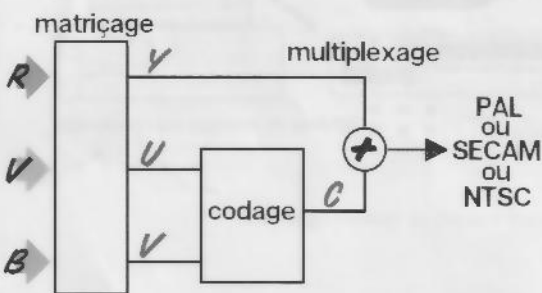 matriçage
multiplexage
R
V
B
Y
U
V
codage
C
+
PAL
ou
SECAM
ou
NTSC